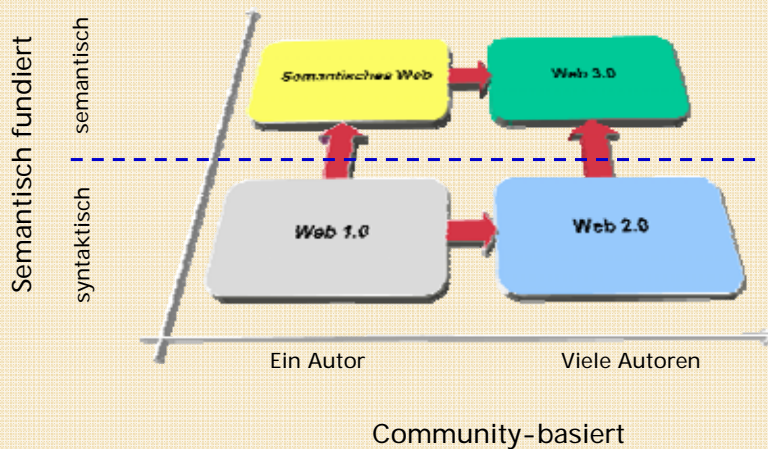 Semantisch fundiert
semantisch
syntaktisch
Semantisches Web
Web 3.0
Web 1.0
Web 2.0
Ein Autor
Viele Autoren
Community-basiert